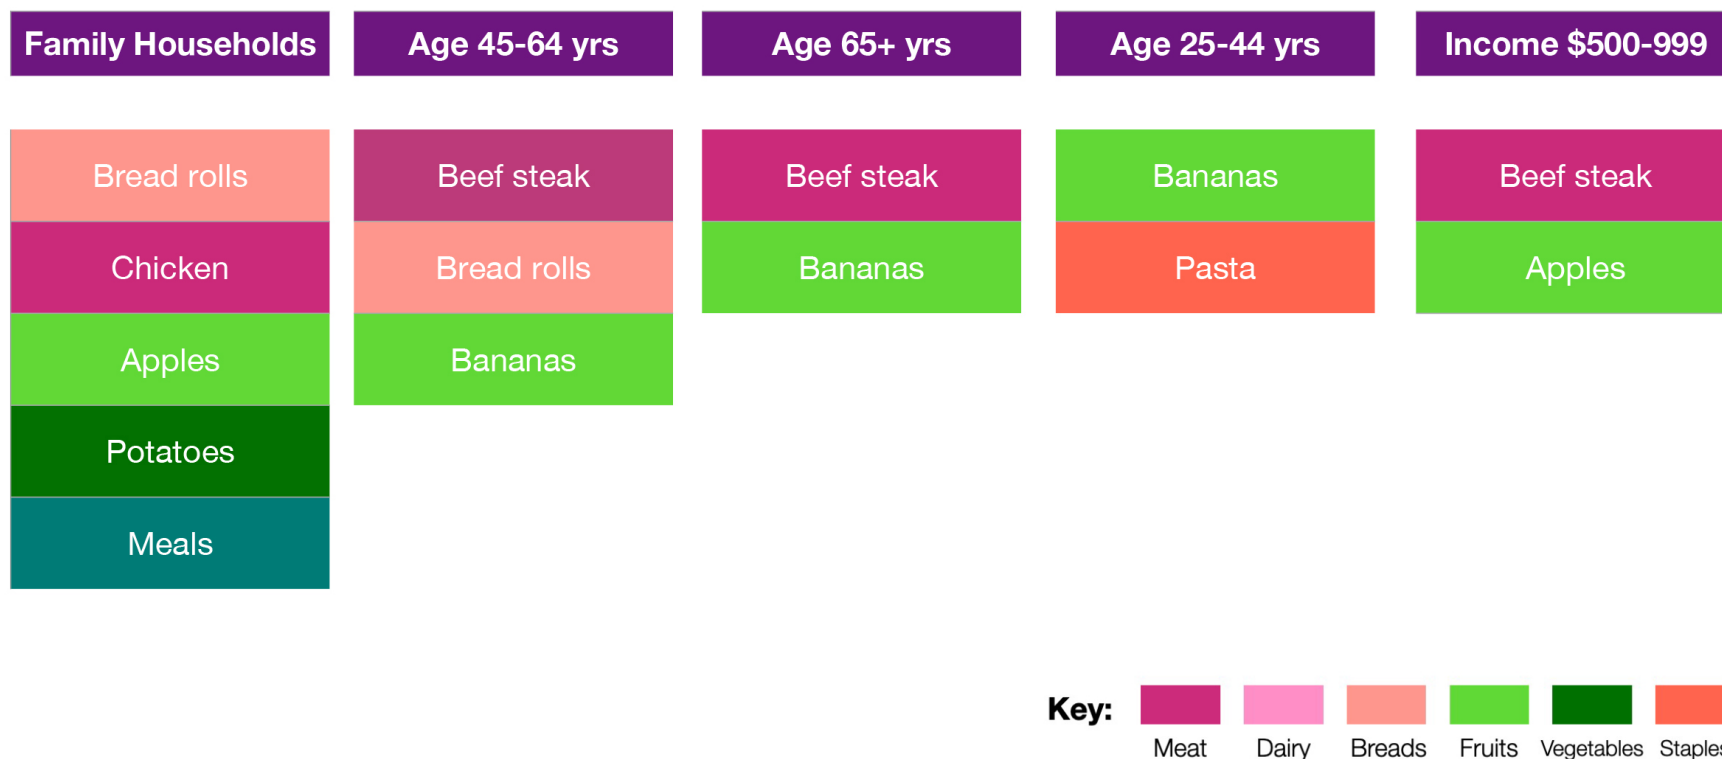 Family Households
Age 45-64 yrs
Age 65+ yrs
Age 25-44 yrs
Income $500-999
Bread rolls
Beef steak
Beef steak
Bananas
Beef steak
Chicken
Bread rolls
Bananas
Pasta
Apples
Apples
Bananas
Potatoes
Meals
Key:
Meat
Dairy
Breads
Fruits
Vegetables
Staples